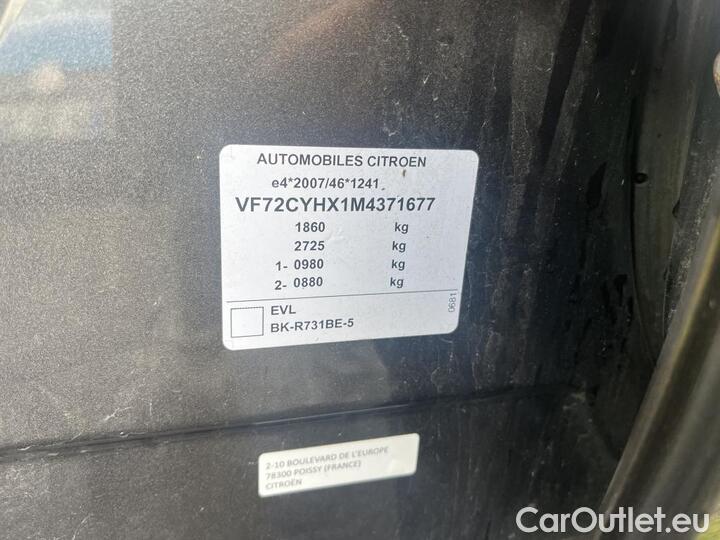 AUTOMOBILES CITROEN
e4*2007/46*1241
VF72CYHX1M4371677
1860 kg
2725 kg
1- 0980 kg
2- 0880 kg
EVL
BK-R731BE-5
0681
2-10 BOULEVARD DE L'EUROPE
78300 POISSY (FRANCE)
CITROËN
CarOutlet.eu